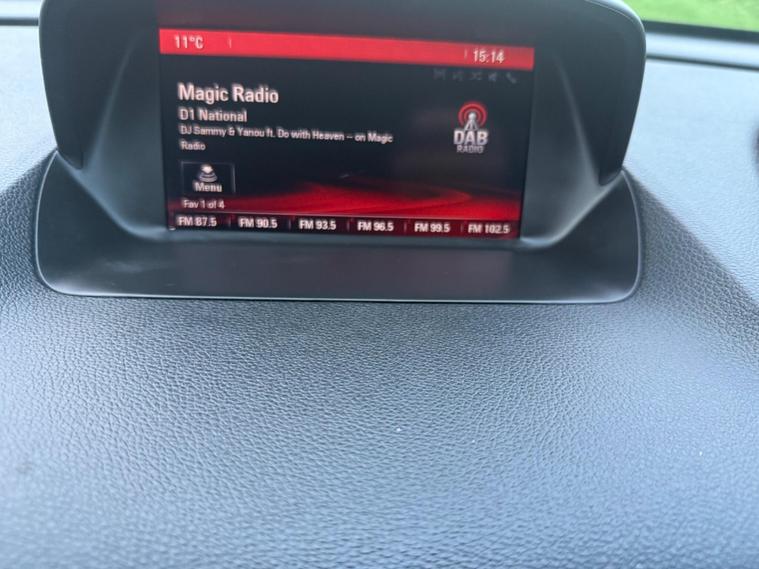 11°C
15:14
Magic Radio
D1 National
DJ Sammy & Yanou ft. Do with Heaven -- on Magic
Radio
DAB
RADIO
Menu
Fav 1 of 4
FM 87.5 FM 90.5 FM 93.5 FM 96.5 FM 99.5 FM 102.5